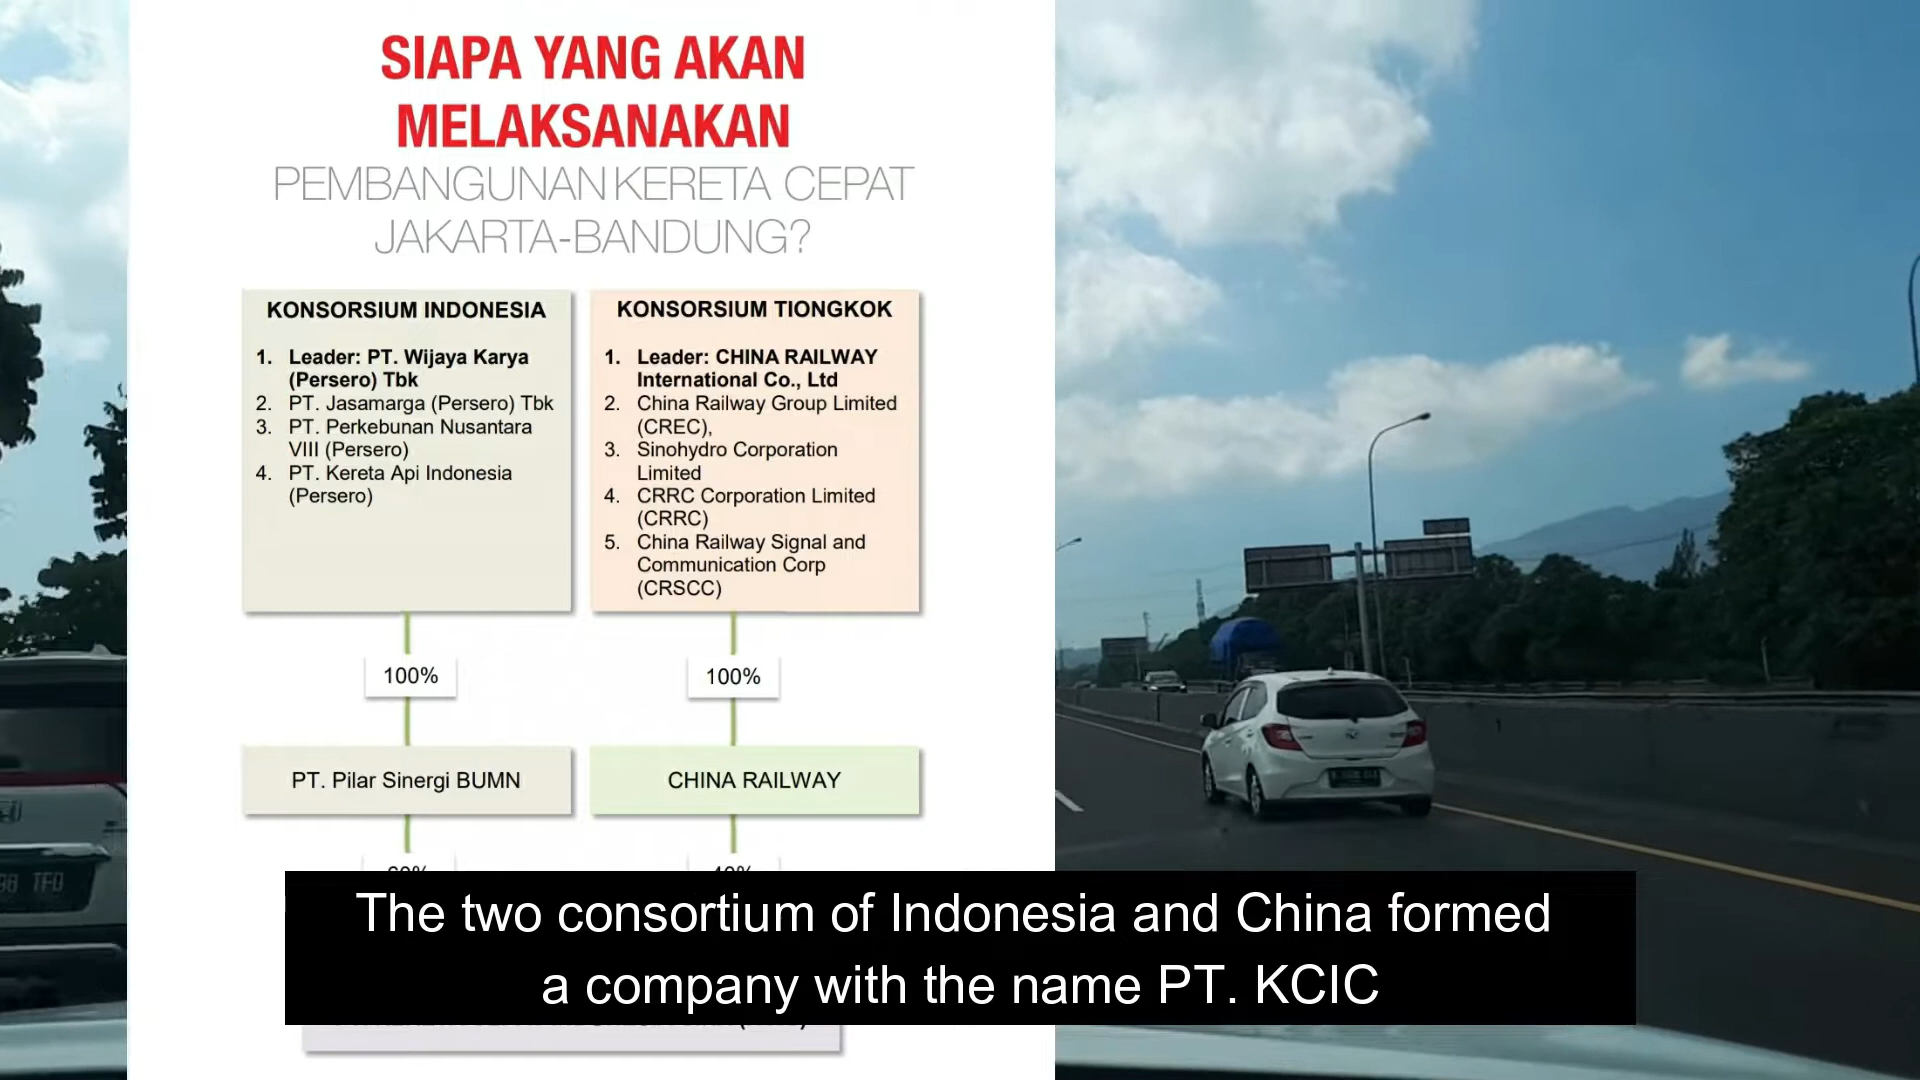 SIAPA YANG AKAN
MELAKSANAKAN
PEMBANGUNAN KERETA CEPAT
JAKARTA-BANDUNG?
KONSORSIUM INDONESIA
1. Leader: PT. Wijaya Karya
(Persero) Tbk
2. PT. Jasamarga (Persero) Tbk
3. PT. Perkebunan Nusantara
VIII (Persero)
4. PT. Kereta Api Indonesia
(Persero)
KONSORSIUM TIONGKOK
1. Leader: CHINA RAILWAY
International Co., Ltd
2. China Railway Group Limited
(CREC),
3. Sinohydro Corporation
Limited
4. CRRC Corporation Limited
(CRRC)
5. China Railway Signal and
Communication Corp
(CRSCC)
100%
100%
PT. Pilar Sinergi BUMN
CHINA RAILWAY
The two consortium of Indonesia and China formed
a company with the name PT. KCIC